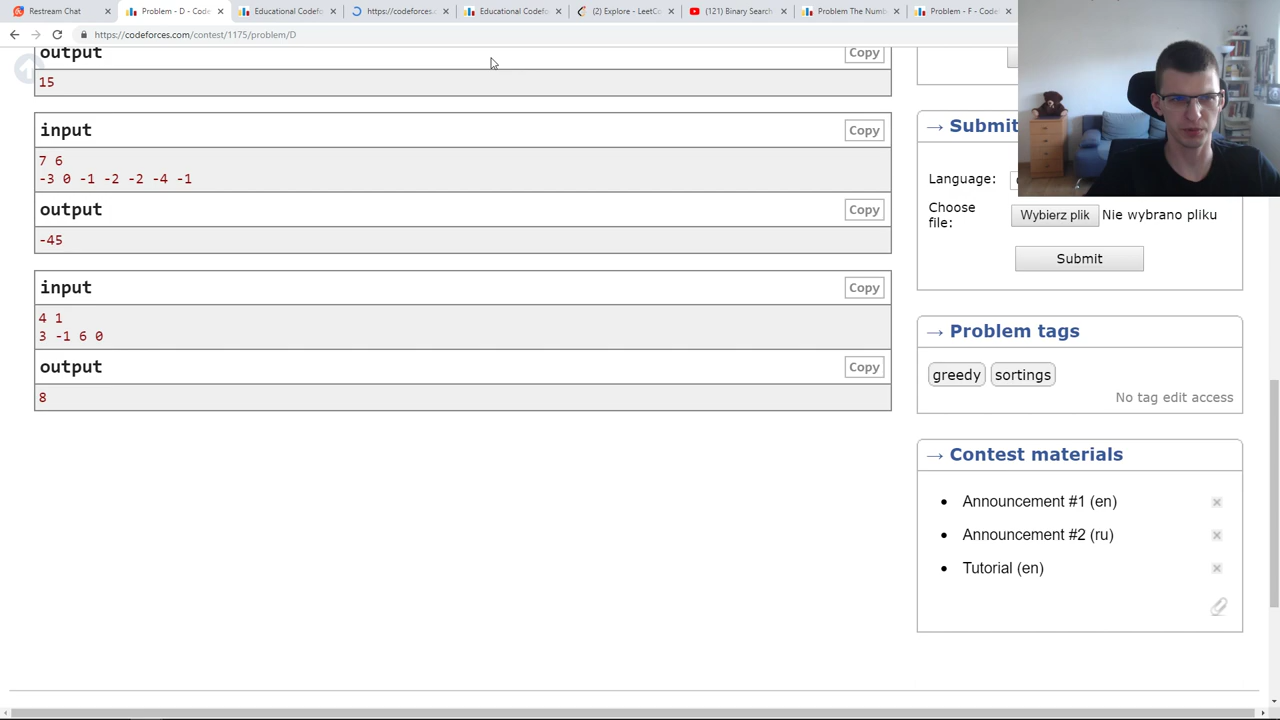 Restream Chat
Problem - D - Code
Educational Codefo
https://codeforces.
Educational Codef
(2) Explore - LeetC
(121) Binary Search
Problem The Numb
Problem - F - Cod
https://codeforces.com/contest/1175/problem/D
output
Copy
15
input
Copy
7 6
-3 0 -1 -2 -2 -4 -1
output
Copy
-45
input
Copy
4 1
3 -1 6 0
output
Copy
8
→ Submit
Language:
Choose
file:
Wybierz plik Nie wybrano pliku
Submit
→ Problem tags
greedy sortings
No tag edit access
→ Contest materials
Announcement #1 (en)
Announcement #2 (ru)
Tutorial (en)